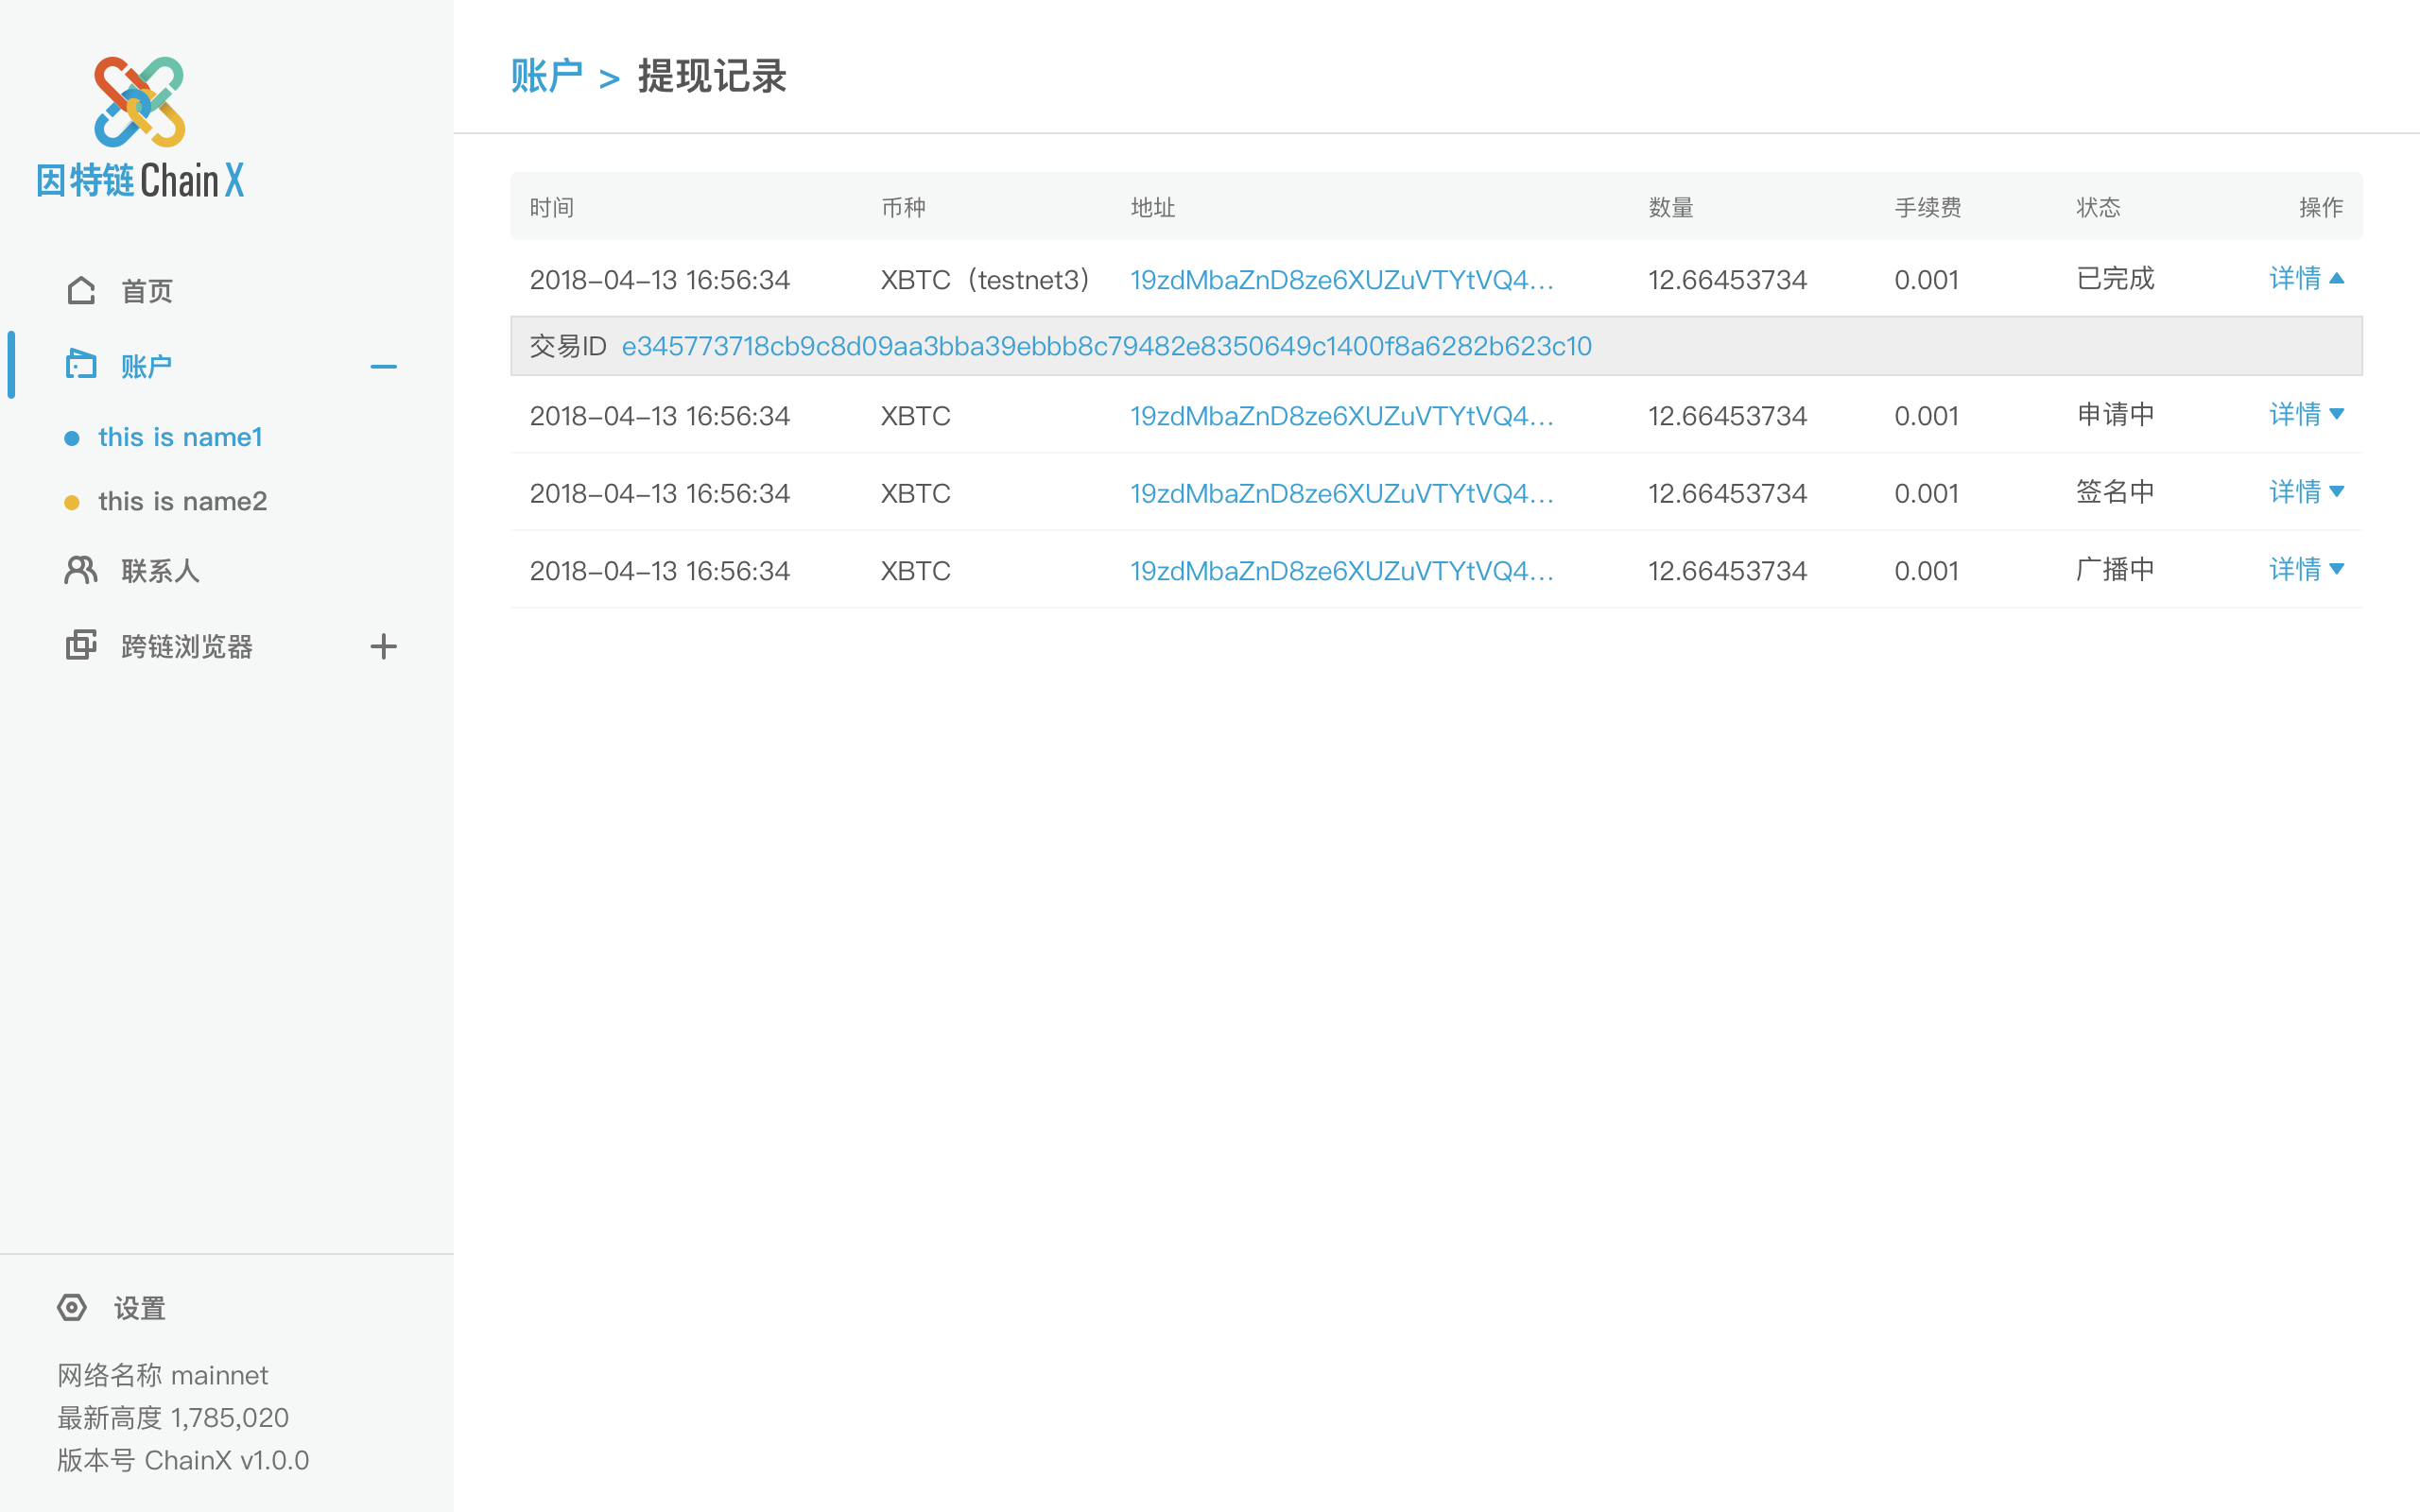 因特链 ChainX
首页
账户
this is name1
this is name2
联系人
跨链浏览器
设置
网络名称 mainnet
最新高度 1,785,020
版本号 ChainX v1.0.0
账户 > 提现记录
时间 币种 地址 数量 手续费 状态 操作
2018-04-13 16:56:34 XBTC（testnet3） 19zdMbaZnD8ze6XUZuVTYtVQ4... 12.66453734 0.001 已完成 详情
交易ID e345773718cb9c8d09aa3bba39ebbb8c79482e8350649c1400f8a6282b623c10
2018-04-13 16:56:34 XBTC 19zdMbaZnD8ze6XUZuVTYtVQ4... 12.66453734 0.001 申请中 详情
2018-04-13 16:56:34 XBTC 19zdMbaZnD8ze6XUZuVTYtVQ4... 12.66453734 0.001 签名中 详情
2018-04-13 16:56:34 XBTC 19zdMbaZnD8ze6XUZuVTYtVQ4... 12.66453734 0.001 广播中 详情